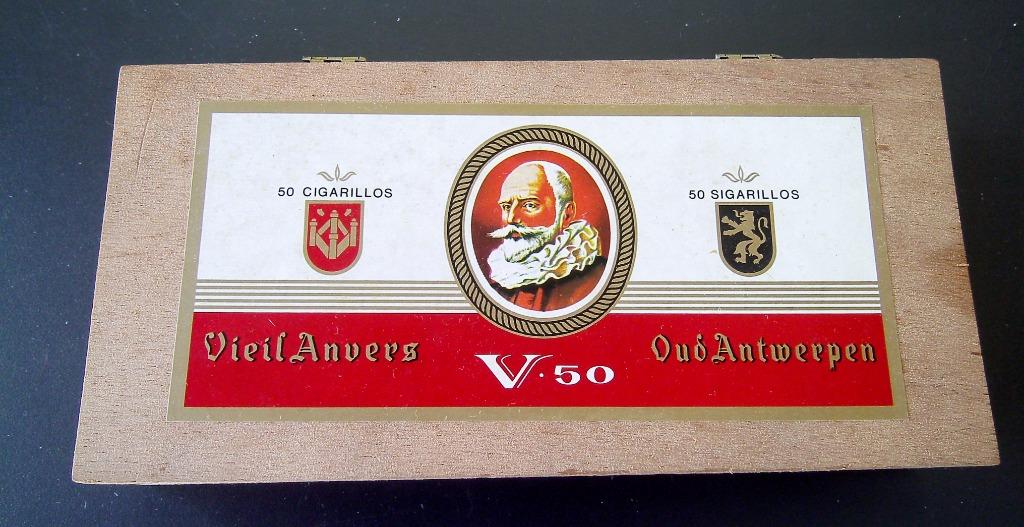 50 CIGARILLOS
50 SIGARILLOS
Vieil Anvers
Oud Antwerpen
V·50